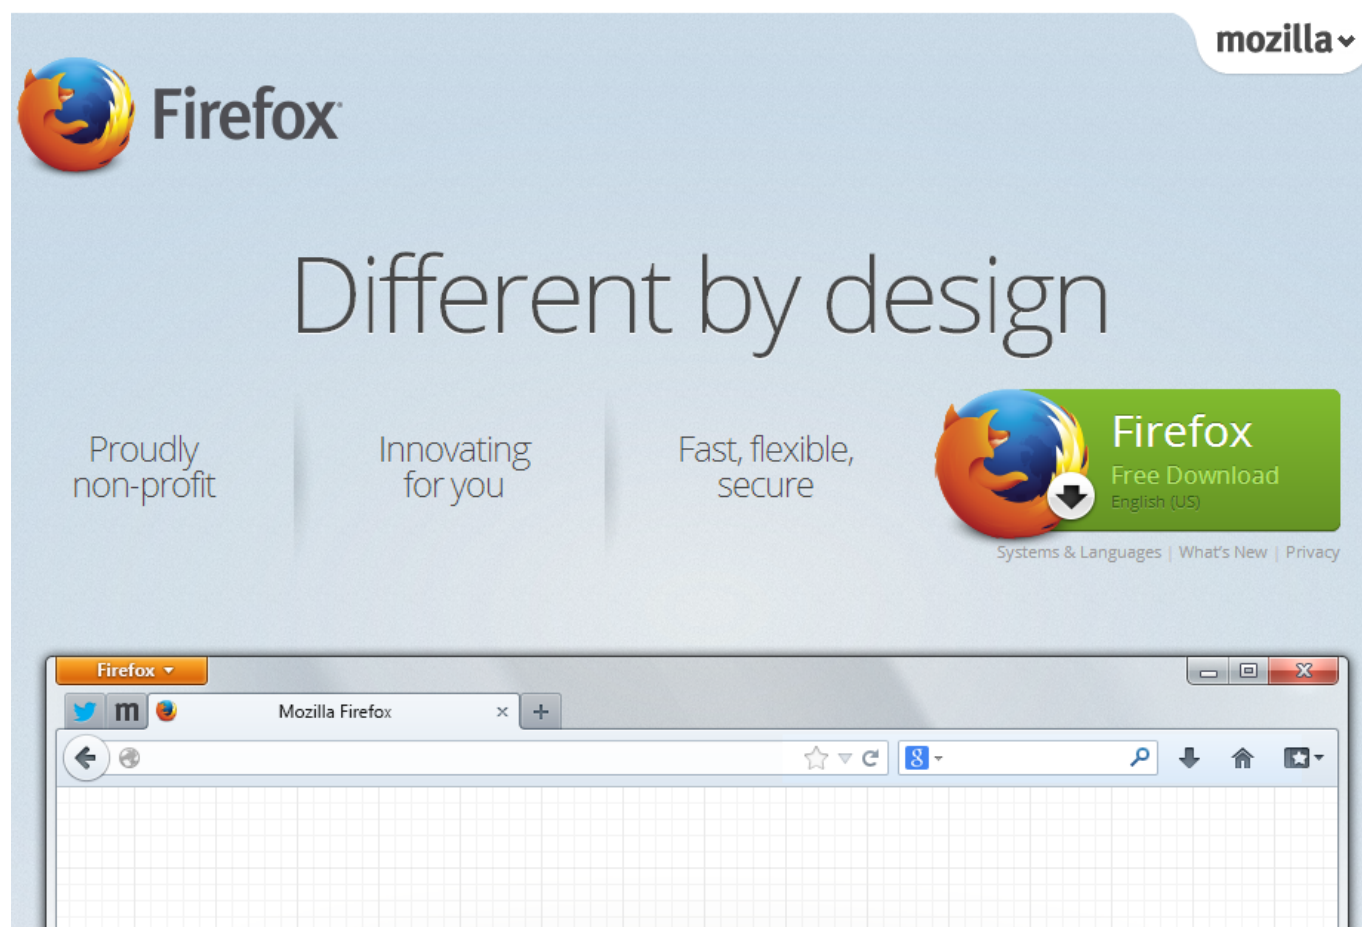 mozilla
Firefox
Different by design
Proudly
non-profit
Innovating
for you
Fast, flexible,
secure
Firefox
Free Download
English (US)
Systems & Languages | What's New | Privacy
Firefox
m
Mozilla Firefox
8